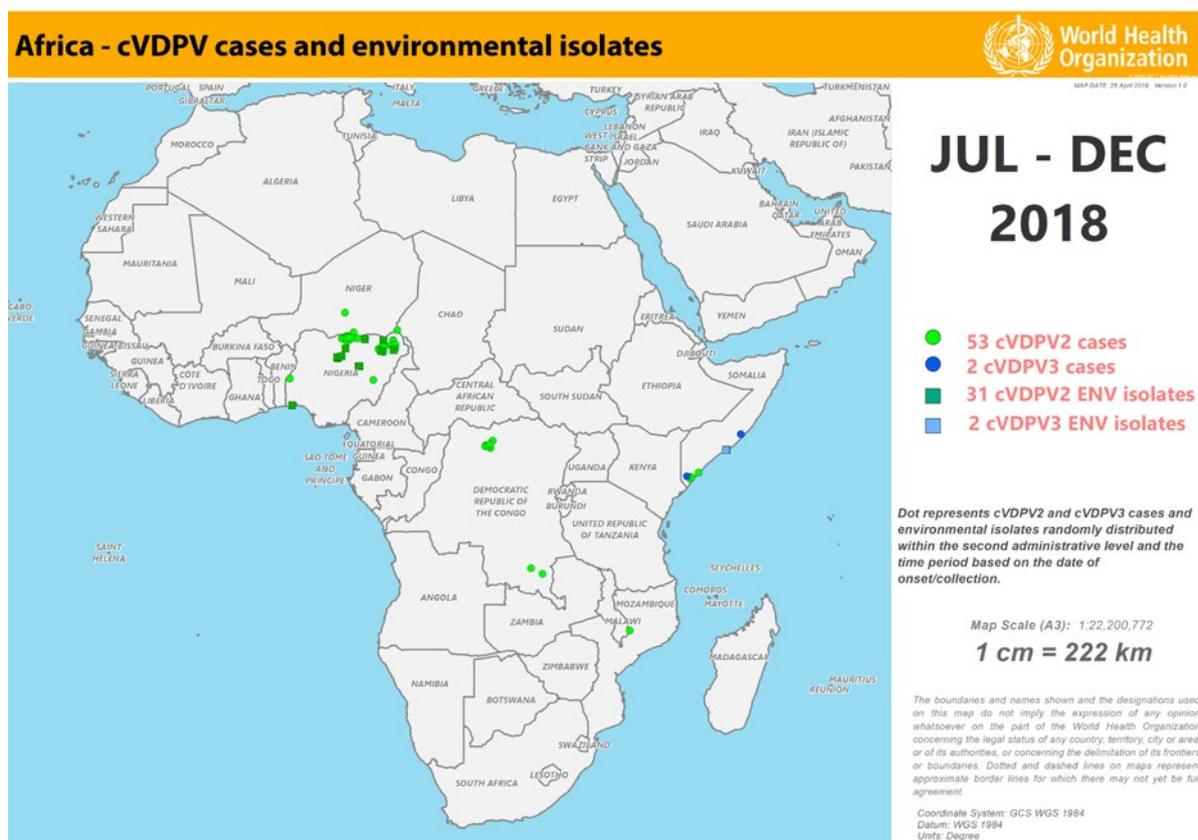 Africa - cVDPV cases and environmental isolates
World Health
Organization
MAP DATE: 26 April 2018, Version 1.0
JUL - DEC
2018
53 cVDPV2 cases
2 cVDPV3 cases
31 cVDPV2 ENV isolates
2 cVDPV3 ENV isolates
Dot represents cVDPV2 and cVDPV3 cases and
environmental isolates randomly distributed
within the second administrative level and the
time period based on the date of
onset/collection.
Map Scale (A3): 1:22,200,772
1 cm = 222 km
The boundaries and names shown and the designations used
on this map do not imply the expression of any opinion
whatsoever on the part of the World Health Organization
concerning the legal status of any country, territory, city or area
or of its authorities, or concerning the delimitation of its frontiers
or boundaries. Dotted and dashed lines on maps represent
approximate border lines for which there may not yet be full
agreement.
Coordinate System: GCS WGS 1984
Datum: WGS 1984
Units: Degree
PORTUGAL
SPAIN
GIBRALTAR
ITALY
MALTA
GREECE
TURKEY
CYPRUS
SYRIAN ARAB
REPUBLIC
LEBANON
WEST
BANK AND GAZA
STRIP
ISRAEL
JORDAN
IRAQ
KUWAIT
IRAN (ISLAMIC
REPUBLIC OF)
TURKMENISTAN
AFGHANISTAN
PAKISTAN
BAHRAIN
QATAR
UNITED
ARAB
EMIRATES
OMAN
SAUDI ARABIA
YEMEN
MOROCCO
TUNISIA
ALGERIA
LIBYA
EGYPT
WESTERN
SAHARA
MAURITANIA
MALI
NIGER
CHAD
SUDAN
ERITREA
DJIBOUTI
CABO
VERDE
SENEGAL
GAMBIA
GUINEA-BISSAU
GUINEA
SIERRA
LEONE
LIBERIA
CÔTE
D'IVOIRE
BURKINA FASO
GHANA
TOGO
BENIN
NIGERIA
CAMEROON
CENTRAL
AFRICAN
REPUBLIC
SOUTH SUDAN
ETHIOPIA
SOMALIA
EQUATORIAL
GUINEA
SAO TOME
AND
PRINCIPE
GABON
CONGO
DEMOCRATIC
REPUBLIC OF
THE CONGO
UGANDA
KENYA
RWANDA
BURUNDI
UNITED REPUBLIC
OF TANZANIA
SEYCHELLES
COMOROS
MAYOTTE
SAINT
HELENA
ANGOLA
ZAMBIA
MALAWI
MOZAMBIQUE
ZIMBABWE
MADAGASCAR
MAURITIUS
REUNION
NAMIBIA
BOTSWANA
SWAZILAND
LESOTHO
SOUTH AFRICA